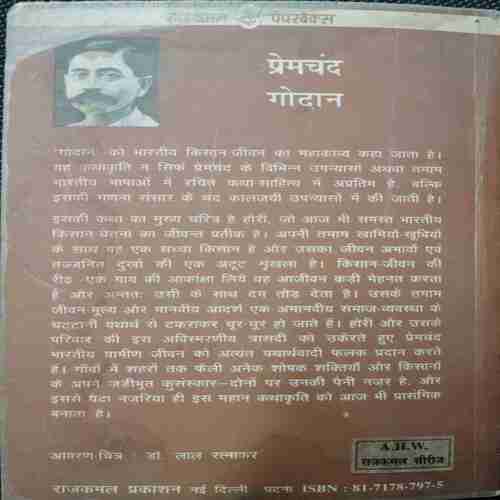 राजकमल पेपरबैक्स
प्रेमचंद
गोदान
'गोदान' को भारतीय किसान-जीवन का महाकाव्य कहा जाता है।
यह कथाकृति न सिर्फ प्रेमचंद के विभिन्न उपन्यासों अथवा तमाम
भारतीय भाषाओं में रचित कथा-साहित्य में अप्रतिम है, बल्कि
इसकी गणना संसार के चंद कालजयी उपन्यासों में की जाती है।
इसकी कथा का मुख्य चरित्र है होरी, जो आज भी समस्त भारतीय
किसान-चेतना का जीवन्त प्रतीक है। अपनी तमाम खामियों-खूबियों
के साथ वह एक सच्चा किसान है और उसका जीवन अभावों एवं
तज्जनित दुखों की एक अटूट श्रृंखला है। किसान-जीवन की
रीढ़ -एक गाय की आकांक्षा लिये वह आजीवन कड़ी मेहनत करता
है और अन्ततः उसी के साथ दम तोड़ देता है। उसके तमाम
जीवन-मूल्य और मानवीय आदर्श एक अमानवीय समाज-व्यवस्था के
चट्टानी यथार्थ से टकराकर चूर-चूर हो जाते हैं। होरी और उसके
परिवार की इस अविस्मरणीय त्रासदी को उकेरते हुए प्रेमचंद
भारतीय ग्रामीण जीवन को अत्यंत यथार्थवादी फलक प्रदान करते
हैं। गाँवों में शहरों तक फैली अनेक शोषक शक्तियाँ और किसानों
के अपने जड़ीभूत कुसंस्कार—दोनों पर उनकी पैनी नज़र है, और
इससे पैदा नजरिया ही इस महान कथाकृति को आज भी प्रासंगिक
बनाता है।
आवरण-चित्र : डॉ. लाल रत्नाकर
A.H.W.
राजकमल सीरीज
राजकमल प्रकाशन नई दिल्ली पटना ISBN : 81-7178-797-5